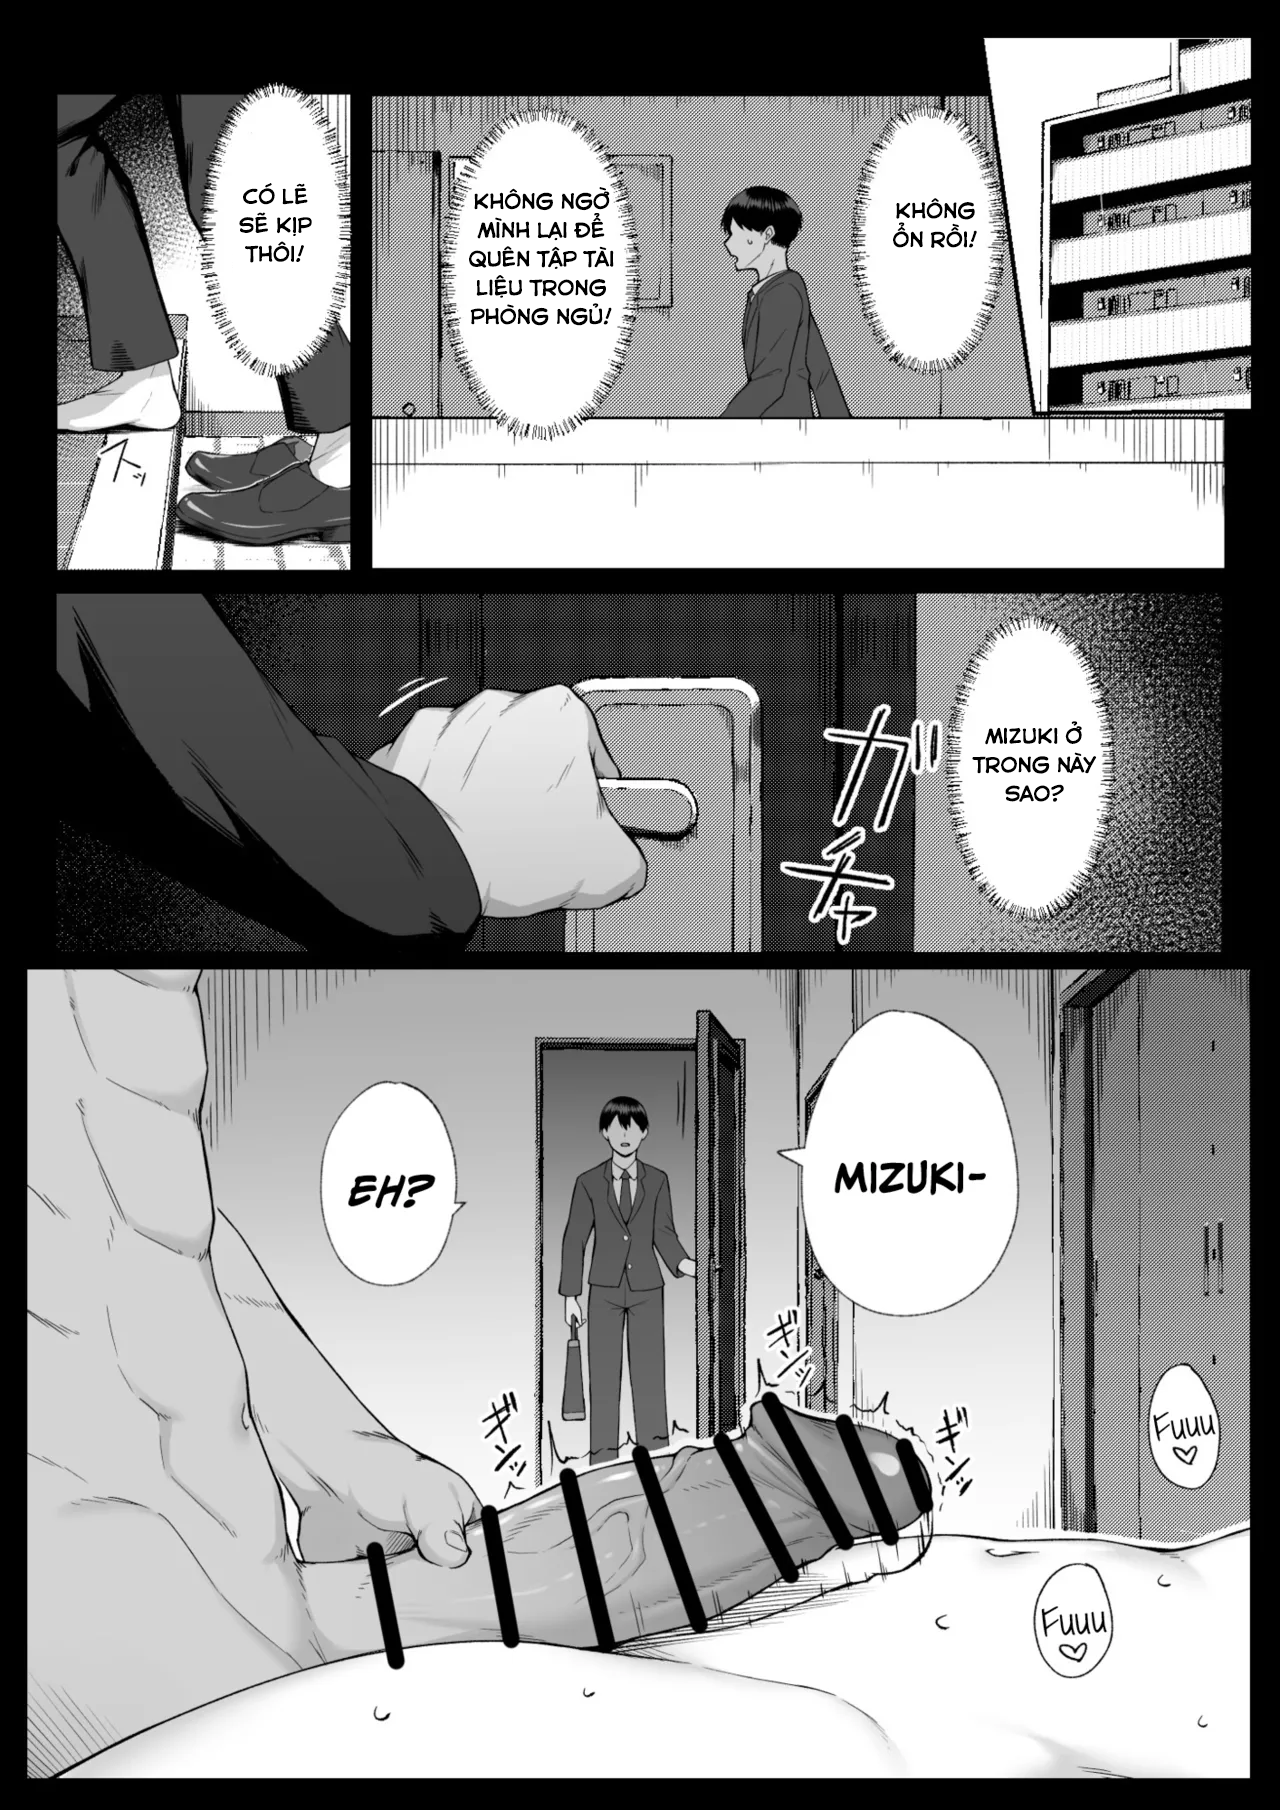 KHÔNG
ỔN RỒI!
KHÔNG NGỜ
MÌNH LẠI ĐỂ
QUÊN TẬP TÀI
LIỆU TRONG
PHÒNG NGỦ!
CÓ LẼ
SẼ KỊP
THÔI!
スッ
MIZUKI Ở
TRONG NÀY
SAO?
ガチャ
MIZUKI-
EH?
ギンッ
ギンッ
ギンッ
Fuuu
♡
Fuuu
♡